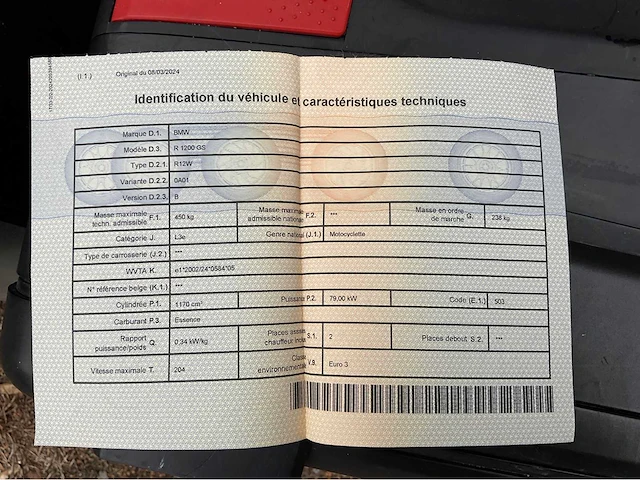 (I.1.) Original du 08/03/2024
Identification du véhicule et caractéristiques techniques
Marque D.1. BMW
Modèle D.3. R 1200 GS
Type D.2.1. R12W
Variante D.2.2. 0A01
Version D.2.3. B
Masse maximale techn. admissible F.1. 450 kg Masse maximale admissible nationale F.2. *** Masse en ordre de marche G. 238 kg
Catégorie J. L3e Genre national (J.1.) Motocyclette
Type de carrosserie (J.2.) ***
WVTA K. e1*2002/24*0584*05
N° référence belge (K.1.) ***
Cylindrée P.1. 1170 cm³ Puissance P.2. 79,00 kW Code (E.1.) 503
Carburant P.3. Essence
Rapport puissance/poids Q. 0,34 kW/kg Places assises chauffeur inclus S.1. 2 Places debout S.2. ***
Vitesse maximale T. 204 Classe environnementale V.9. Euro 3